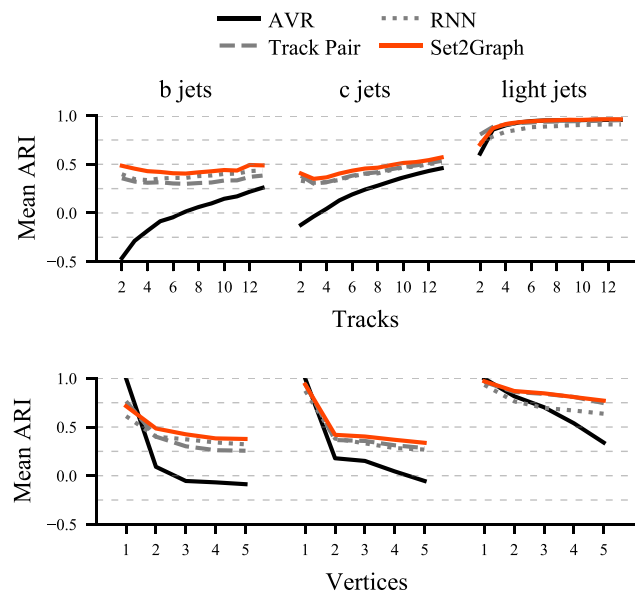 AVR RNN
Track Pair Set2Graph
b jets c jets light jets
1.0
0.5
0.0
−0.5
Mean ARI
2 4 6 8 10 12 2 4 6 8 10 12 2 4 6 8 10 12
Tracks
1.0
0.5
0.0
−0.5
Mean ARI
1 2 3 4 5 1 2 3 4 5 1 2 3 4 5
Vertices